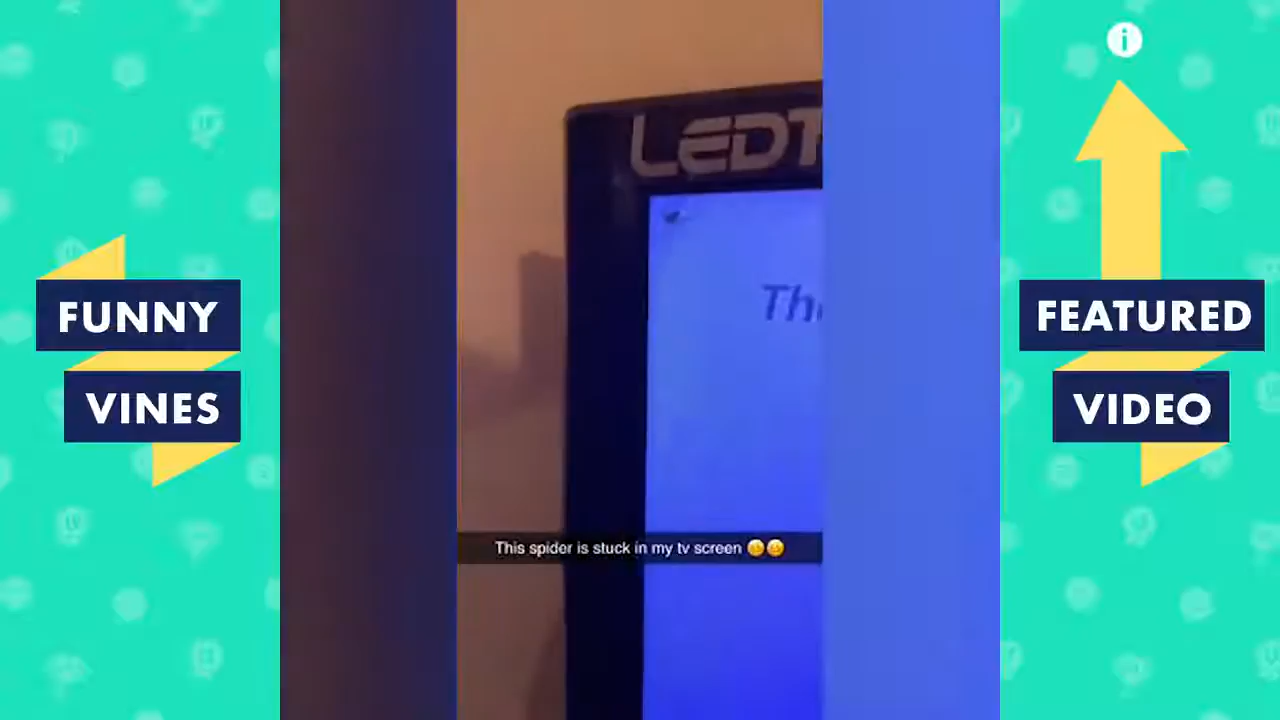 FUNNY
VINES
LEDT
Th
This spider is stuck in my tv screen 😀😀
FEATURED
VIDEO